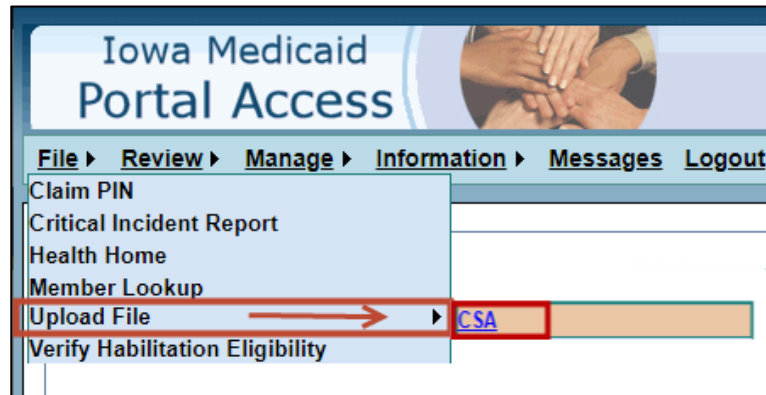 Iowa Medicaid
Portal Access
File Review Manage Information Messages Logout
Claim PIN
Critical Incident Report
Health Home
Member Lookup
Upload File CSA
Verify Habilitation Eligibility